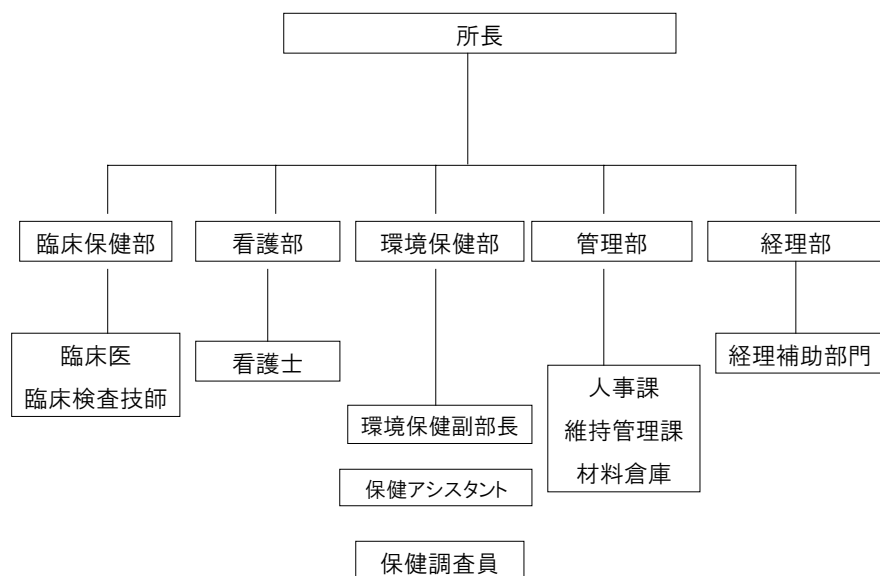 所長
臨床保健部
看護部
環境保健部
管理部
経理部
臨床医
臨床検査技師
看護士
環境保健副部長
保健アシスタント
保健調査員
人事課
維持管理課
材料倉庫
経理補助部門